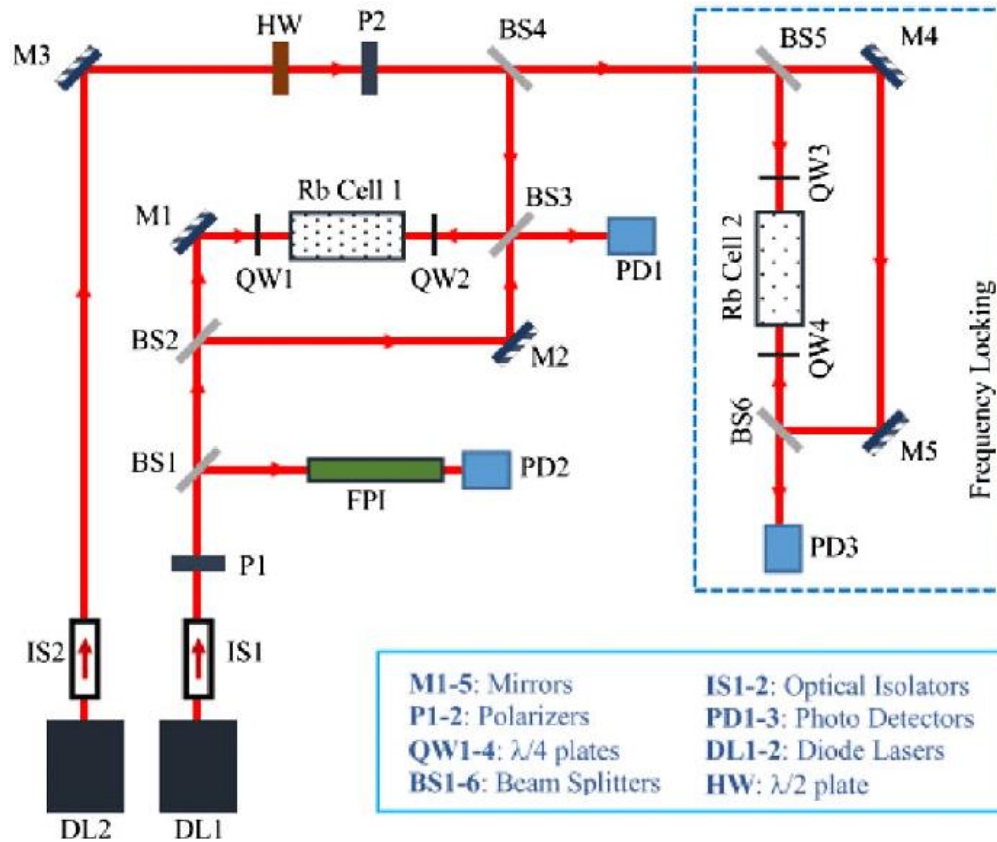 HW
P2
BS4
BS5
M4
M3
QW3
Rb Cell 1
BS3
M1
Rb Cell 2
PD1
QW1
QW2
BS2
M2
QW4
BS6
Frequency Locking
BS1
PD2
M5
FPI
P1
PD3
IS2
IS1
M1-5: Mirrors
IS1-2: Optical Isolators
P1-2: Polarizers
PD1-3: Photo Detectors
QW1-4: λ/4 plates
DL1-2: Diode Lasers
BS1-6: Beam Splitters
HW: λ/2 plate
DL2
DL1